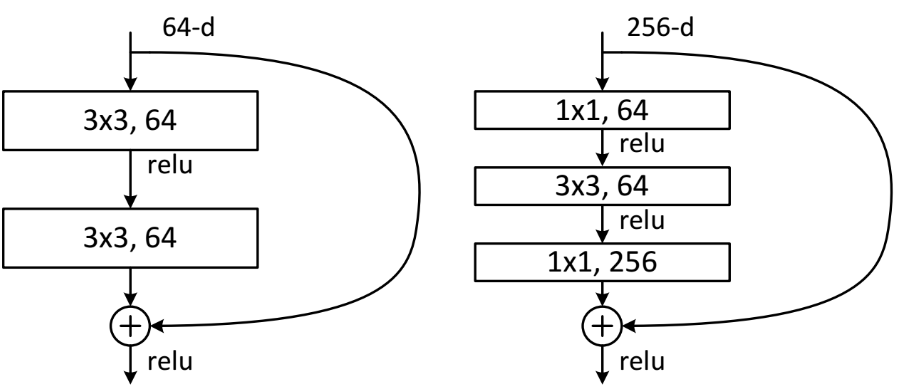 64-d
3x3, 64
relu
3x3, 64
+
relu
256-d
1x1, 64
relu
3x3, 64
relu
1x1, 256
+
relu